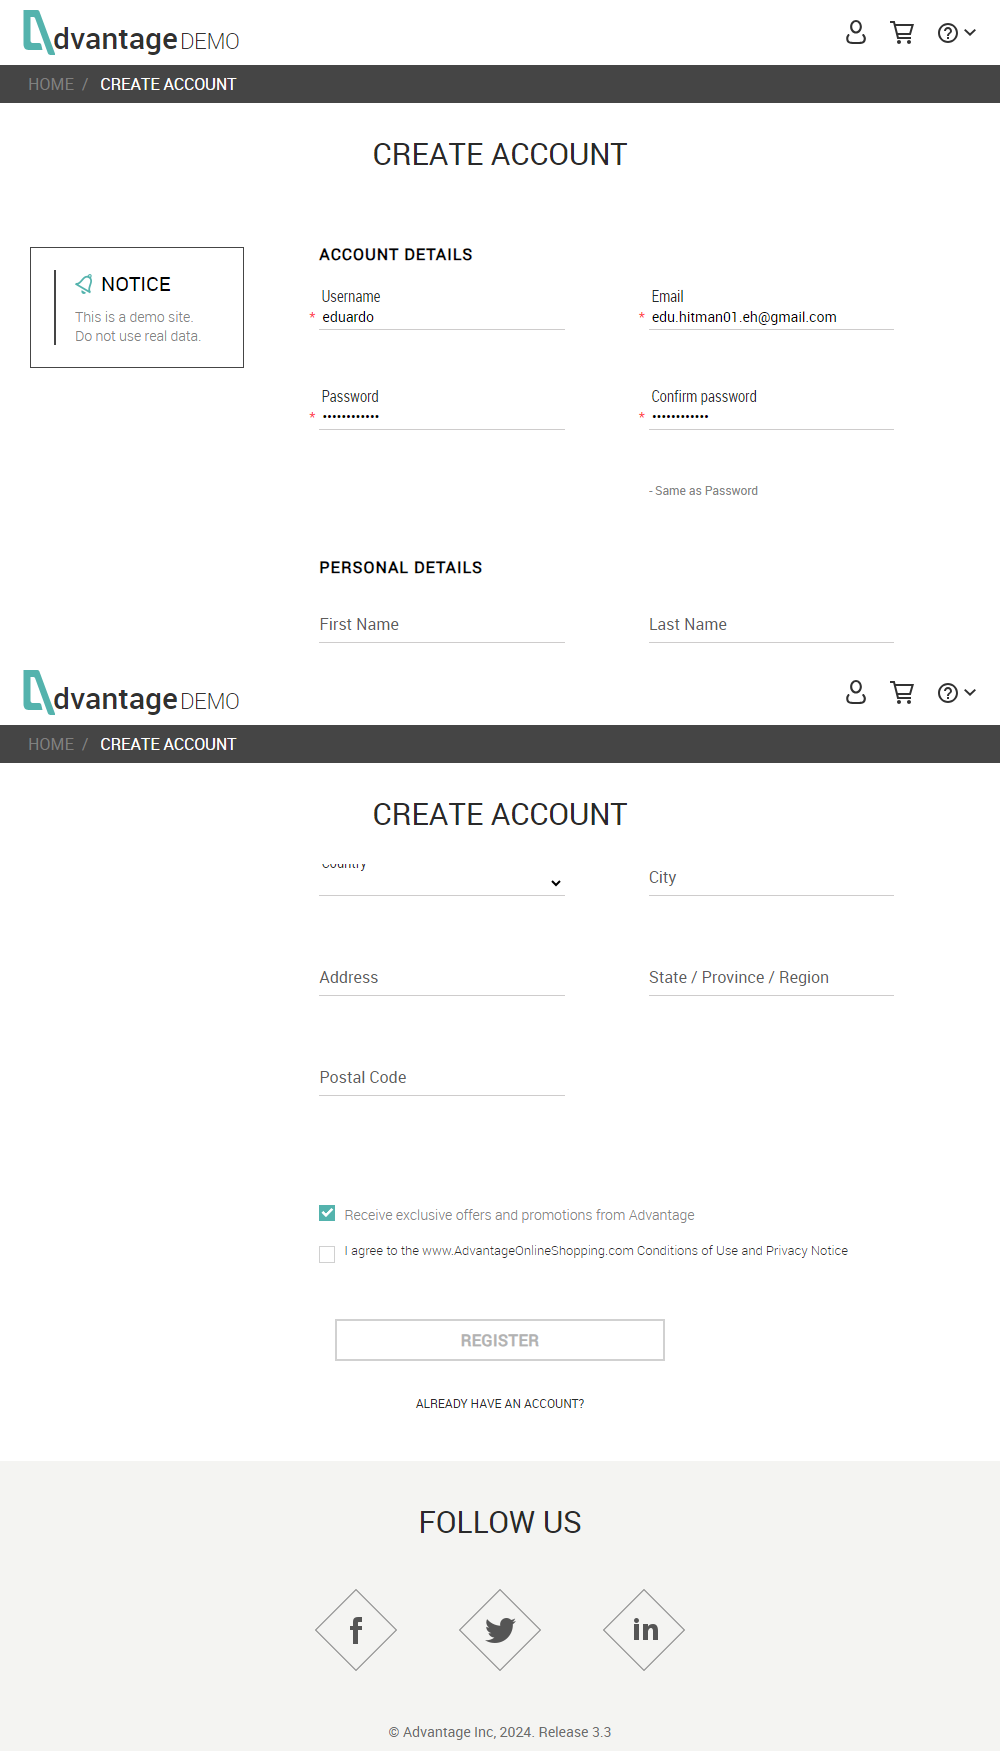 dvantage DEMO
HOME / CREATE ACCOUNT
CREATE ACCOUNT
NOTICE
This is a demo site.
Do not use real data.
ACCOUNT DETAILS
Username
* eduardo
Email
* edu.hitman01.eh@gmail.com
Password
* ••••••••••••
Confirm password
* ••••••••••••
- Same as Password
PERSONAL DETAILS
First Name
Last Name
dvantage DEMO
HOME / CREATE ACCOUNT
CREATE ACCOUNT
Country
City
Address
State / Province / Region
Postal Code
Receive exclusive offers and promotions from Advantage
I agree to the www.AdvantageOnlineShopping.com Conditions of Use and Privacy Notice
REGISTER
ALREADY HAVE AN ACCOUNT?
FOLLOW US
f
in
© Advantage Inc, 2024. Release 3.3